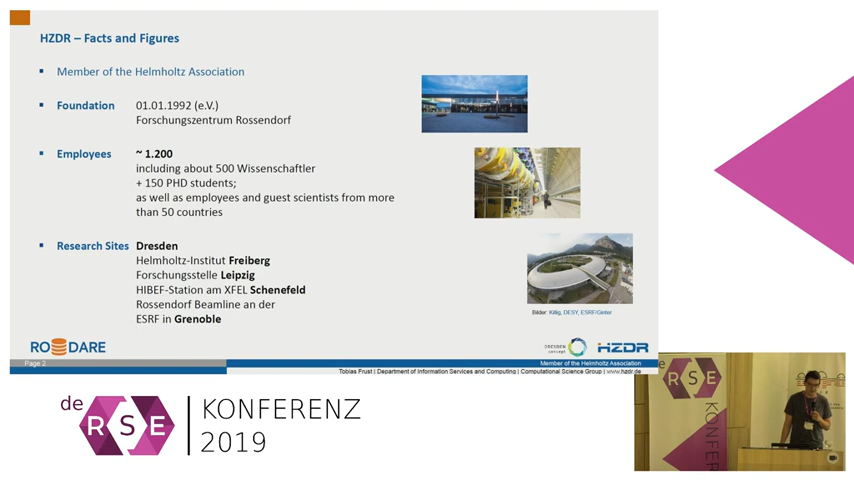 HZDR – Facts and Figures
Member of the Helmholtz Association
Foundation 01.01.1992 (e.V.)
Forschungszentrum Rossendorf
Employees ~ 1.200
including about 500 Wissenschaftler
+ 150 PHD students;
as well as employees and guest scientists from more
than 50 countries
Research Sites Dresden
Helmholtz-Institut Freiberg
Forschungsstelle Leipzig
HIBEF-Station am XFEL Schenefeld
Rossendorf Beamline an der
ESRF in Grenoble
Bilder: Killig, DESY, ESRF/Ginter
RODARE
DRESDEN
concept
HZDR
Page 2
Member of the Helmholtz Association
Tobias Frust | Department of Information Services and Computing | Computational Science Group | www.hzdr.de
de
RSE
KONFERENZ
2019
e
RSE
KONFER